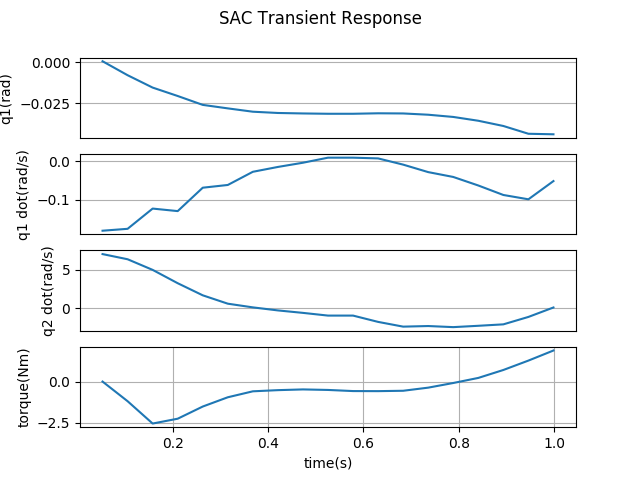 SAC Transient Response
0.000
−0.025
q1(rad)
0.0
−0.1
q1 dot(rad/s)
5
0
q2 dot(rad/s)
0.0
−2.5
torque(Nm)
0.2 0.4 0.6 0.8 1.0
time(s)